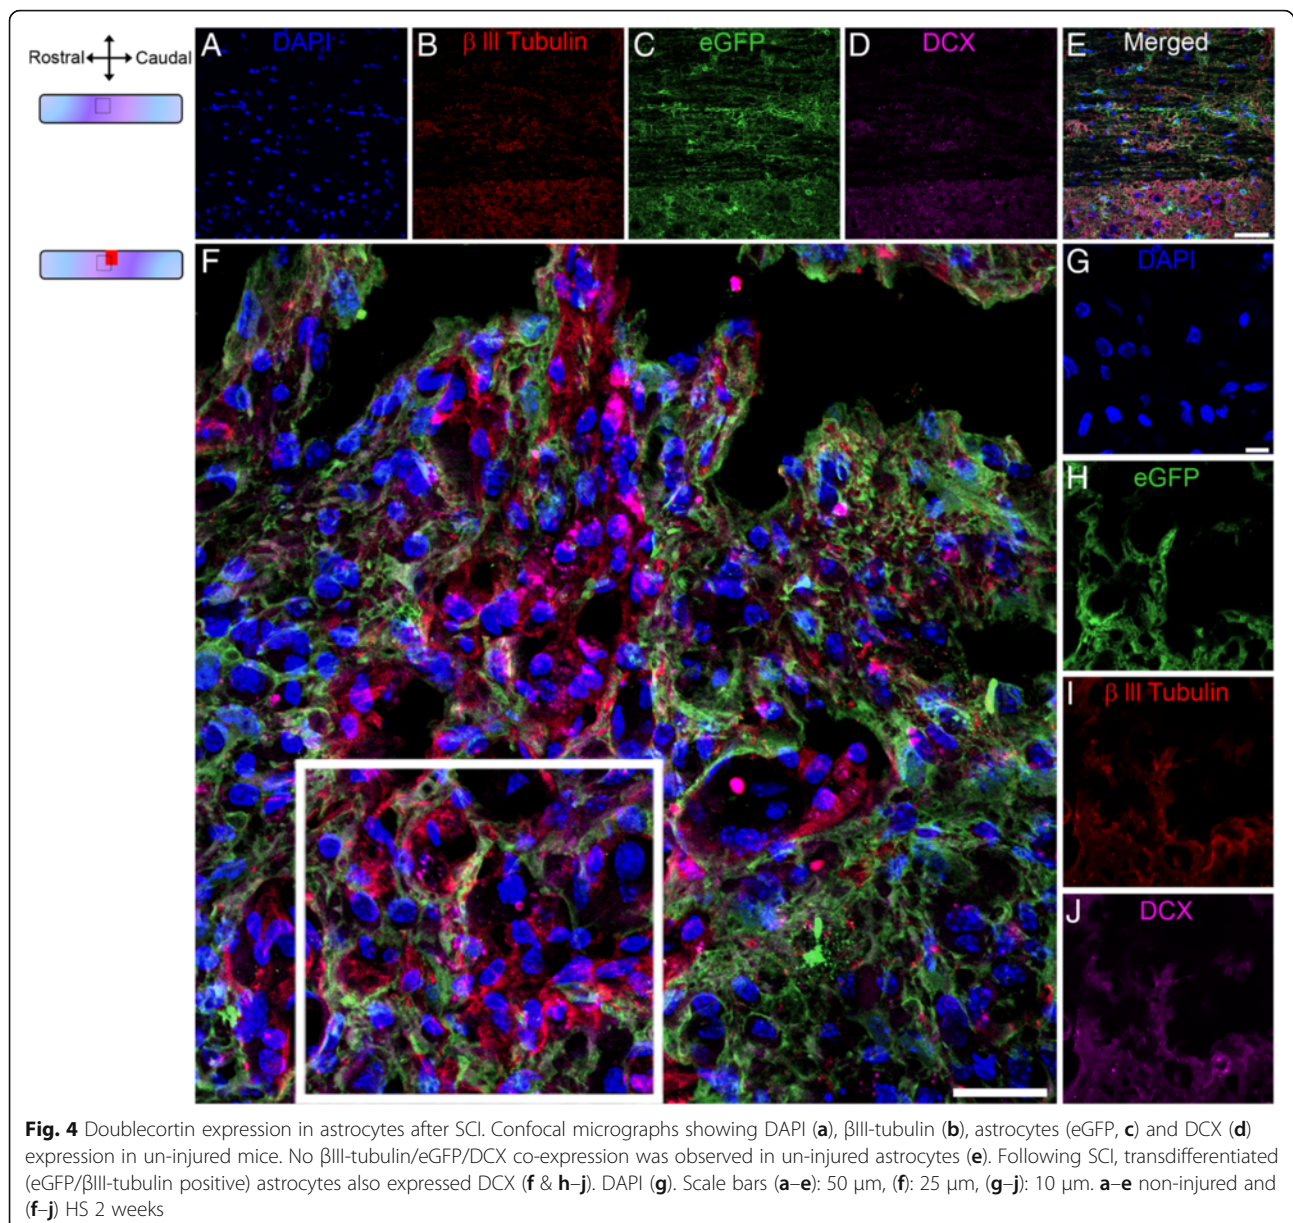 Rostral Caudal
A DAPI
B β III Tubulin
C eGFP
D DCX
E Merged
F
G DAPI
H eGFP
I β III Tubulin
J DCX
Fig. 4 Doublecortin expression in astrocytes after SCI. Confocal micrographs showing DAPI (a), βIII-tubulin (b), astrocytes (eGFP, c) and DCX (d)
expression in un-injured mice. No βIII-tubulin/eGFP/DCX co-expression was observed in un-injured astrocytes (e). Following SCI, transdifferentiated
(eGFP/βIII-tubulin positive) astrocytes also expressed DCX (f & h–j). DAPI (g). Scale bars (a–e): 50 μm, (f): 25 μm, (g–j): 10 μm. a–e non-injured and
(f–j) HS 2 weeks